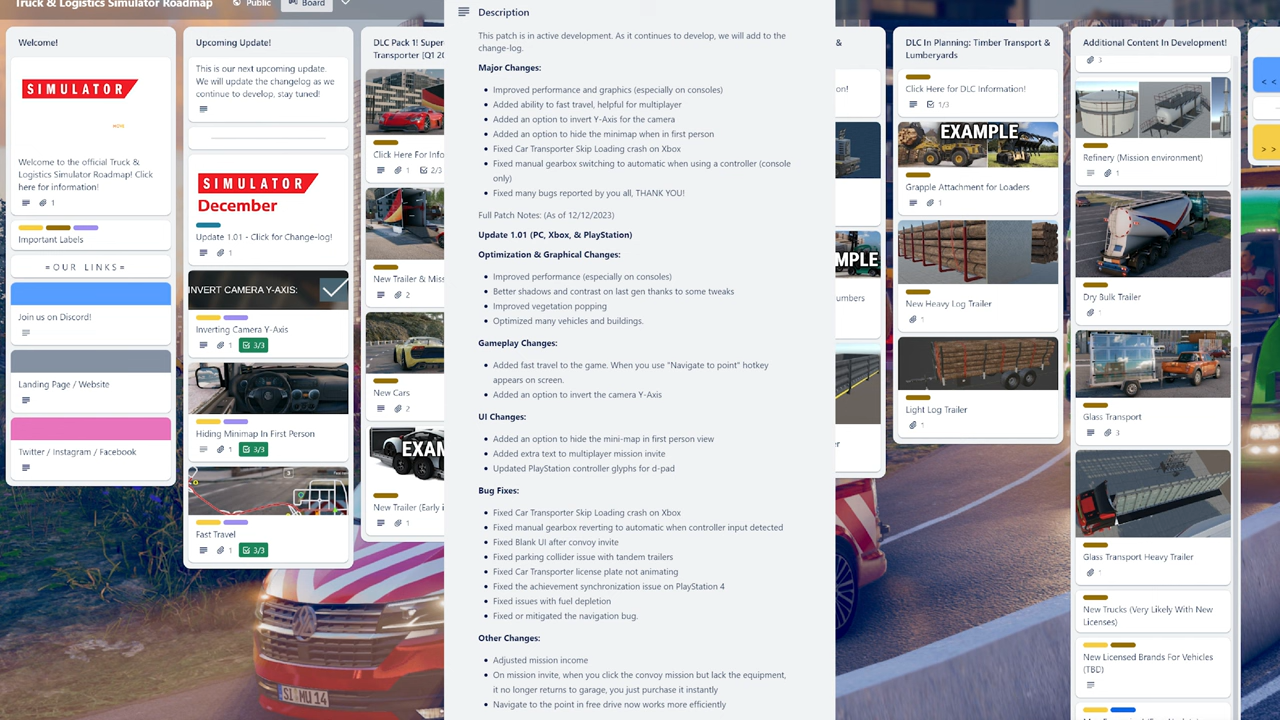 Truck & Logistics Simulator Roadmap
Public
Board
Welcome!
SIMULATOR
Welcome to the official Truck &
Logistics Simulator Roadmap! Click
here for information!
1
Important Labels
= O U R L I N K S =
Join us on Discord!
Landing Page / Website
Twitter / Instagram / Facebook
Upcoming Update!
This is our next upcoming update.
We will update the changelog as we
continue to develop, stay tuned!
SIMULATOR
December
Update 1.01 - Click for Change-log!
1
INVERT CAMERA Y-AXIS:
Inverting Camera Y-Axis
1 3/3
Hiding Minimap In First Person
1 3/3
Fast Travel
1 3/3
DLC Pack 1! Super
Transporter [Q1 20
Click Here For Info
1 2/3
New Trailer & Miss
2
New Cars
2
EXAM
New Trailer (Early i
1
Description
This patch is in active development. As it continues to develop, we will add to the
change-log.
Major Changes:
• Improved performance and graphics (especially on consoles)
• Added ability to fast travel, helpful for multiplayer
• Added an option to invert Y-Axis for the camera
• Added an option to hide the minimap when in first person
• Fixed Car Transporter Skip Loading crash on Xbox
• Fixed manual gearbox switching to automatic when using a controller (console
only)
• Fixed many bugs reported by you all, THANK YOU!
Full Patch Notes: (As of 12/12/2023)
Update 1.01 (PC, Xbox, & PlayStation)
Optimization & Graphical Changes:
• Improved performance (especially on consoles)
• Better shadows and contrast on last gen thanks to some tweaks
• Improved vegetation popping
• Optimized many vehicles and buildings.
Gameplay Changes:
• Added fast travel to the game. When you use "Navigate to point" hotkey
appears on screen.
• Added an option to invert the camera Y-Axis
UI Changes:
• Added an option to hide the mini-map in first person view
• Added extra text to multiplayer mission invite
• Updated PlayStation controller glyphs for d-pad
Bug Fixes:
• Fixed Car Transporter Skip Loading crash on Xbox
• Fixed manual gearbox reverting to automatic when controller input detected
• Fixed Blank UI after convoy invite
• Fixed parking collider issue with tandem trailers
• Fixed Car Transporter license plate not animating
• Fixed the achievement synchronization issue on PlayStation 4
• Fixed issues with fuel depletion
• Fixed or mitigated the navigation bug.
Other Changes:
• Adjusted mission income
• On mission invite, when you click the convoy mission but lack the equipment,
it no longer returns to garage, you just purchase it instantly
• Navigate to the point in free drive now works more efficiently
&
on!
MPLE
umbers
er
DLC In Planning: Timber Transport &
Lumberyards
Click Here for DLC Information!
1/3
EXAMPLE
Grapple Attachment for Loaders
1
New Heavy Log Trailer
1
Light Log Trailer
1
Additional Content In Development!
3
Refinery (Mission environment)
1
Dry Bulk Trailer
1
Glass Transport
3
Glass Transport Heavy Trailer
1
New Trucks (Very Likely With New
Licenses)
New Licensed Brands For Vehicles
(TBD)
< <
> >
SL MU 14